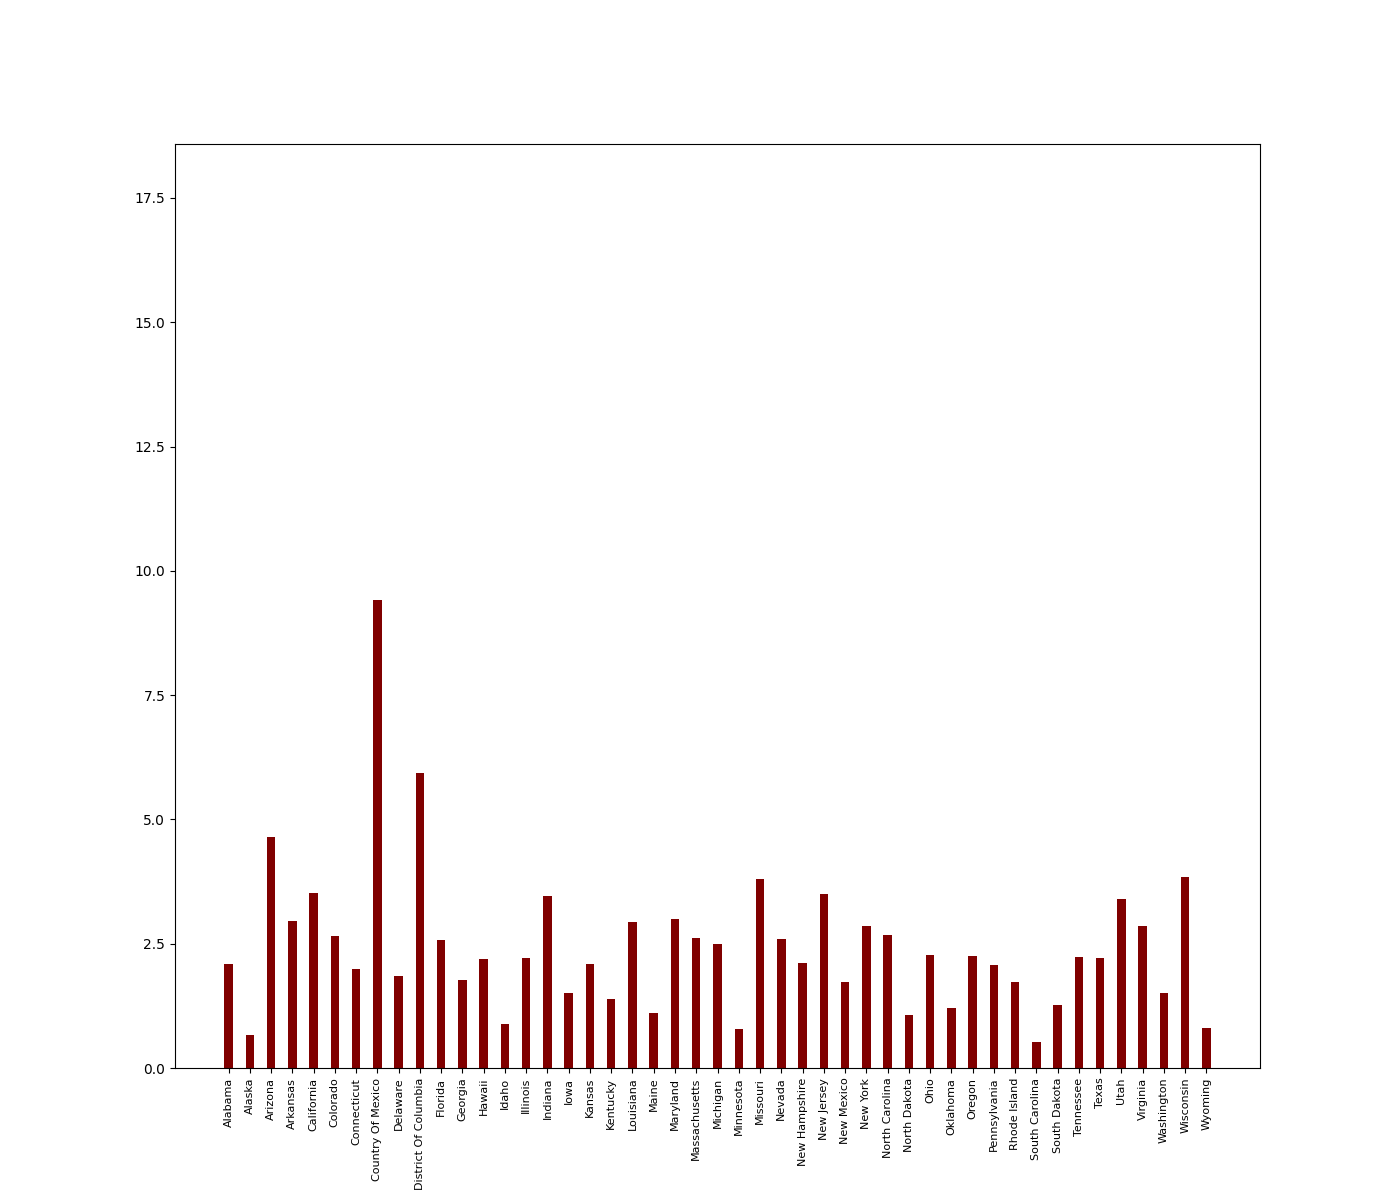 17.5
15.0
12.5
10.0
7.5
5.0
2.5
0.0
Alabama
Alaska
Arizona
Arkansas
California
Colorado
Connecticut
Country Of Mexico
Delaware
District Of Columbia
Florida
Georgia
Hawaii
Idaho
Illinois
Indiana
Iowa
Kansas
Kentucky
Louisiana
Maine
Maryland
Massachusetts
Michigan
Minnesota
Missouri
Nevada
New Hampshire
New Jersey
New Mexico
New York
North Carolina
North Dakota
Ohio
Oklahoma
Oregon
Pennsylvania
Rhode Island
South Carolina
South Dakota
Tennessee
Texas
Utah
Virginia
Washington
Wisconsin
Wyoming